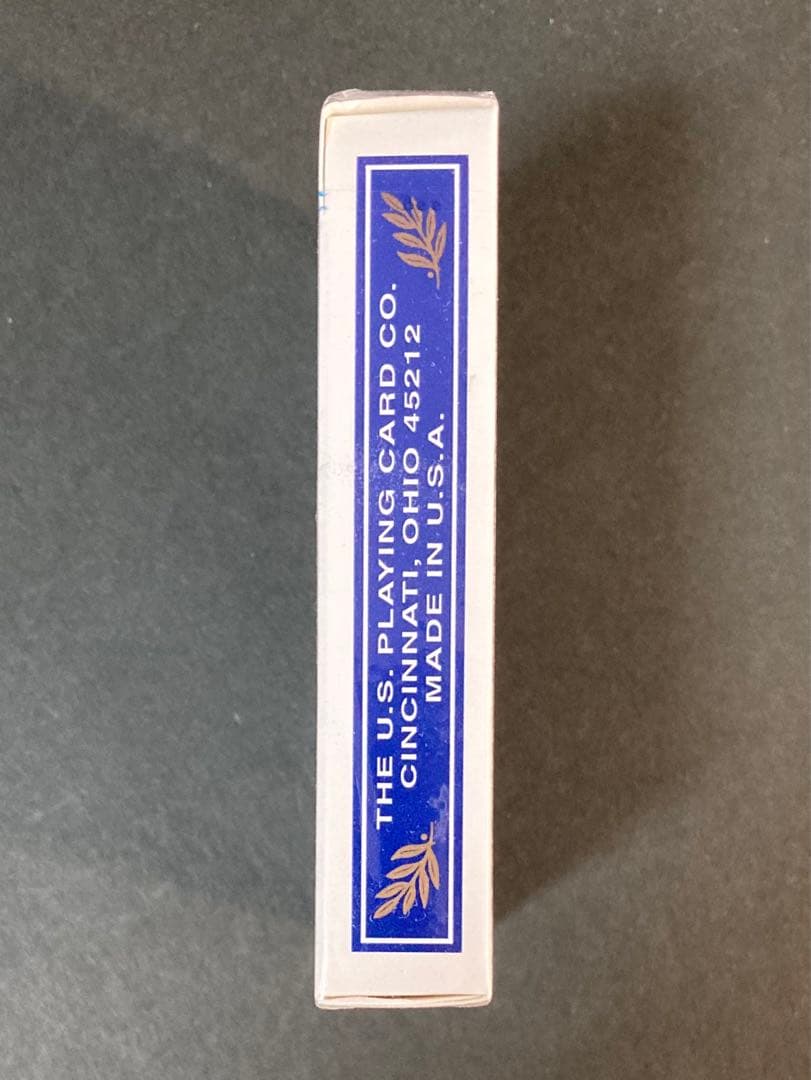 THE U.S. PLAYING CARD CO.
CINCINNATI, OHIO 45212
MADE IN U.S.A.